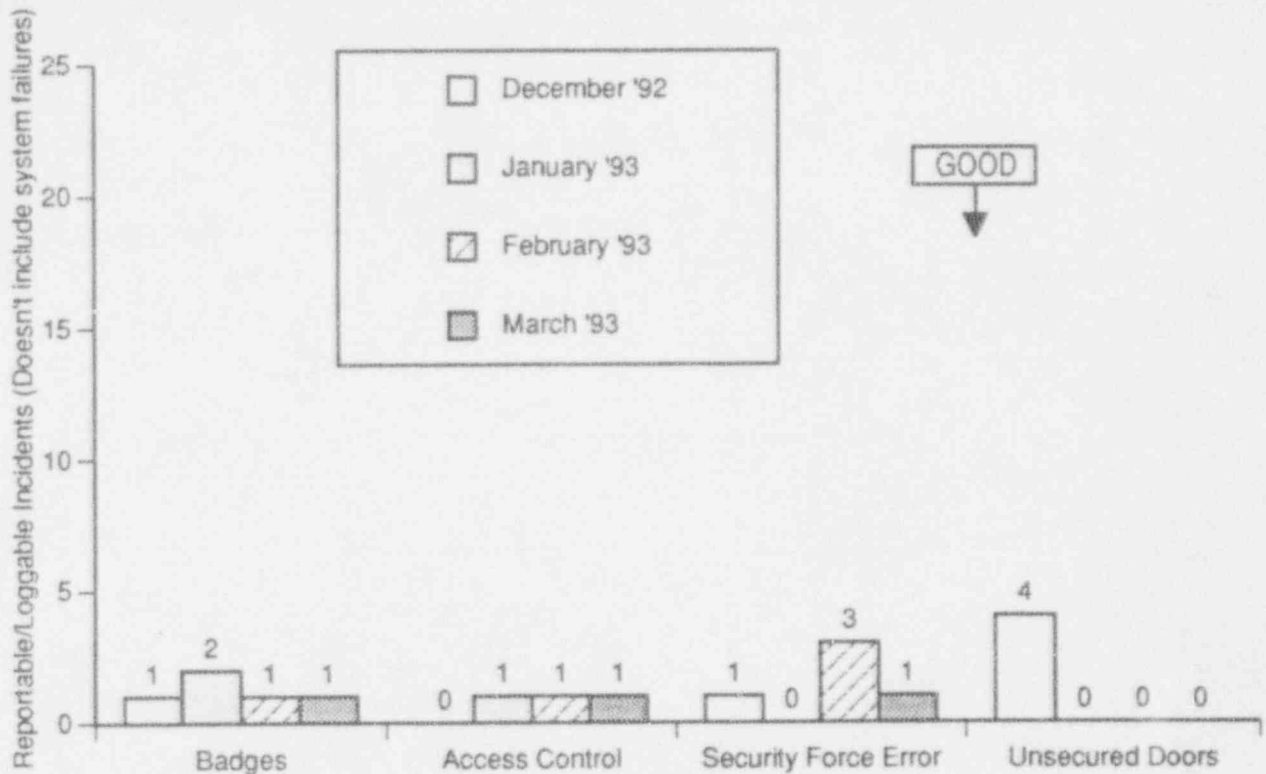 Reportable/Loggable Incidents (Doesn't include system failures)
25
20
15
10
5
0
December '92
January '93
February '93
March '93
GOOD
1
2
1
1
0
1
1
1
1
0
3
1
4
0
0
0
Badges
Access Control
Security Force Error
Unsecured Doors